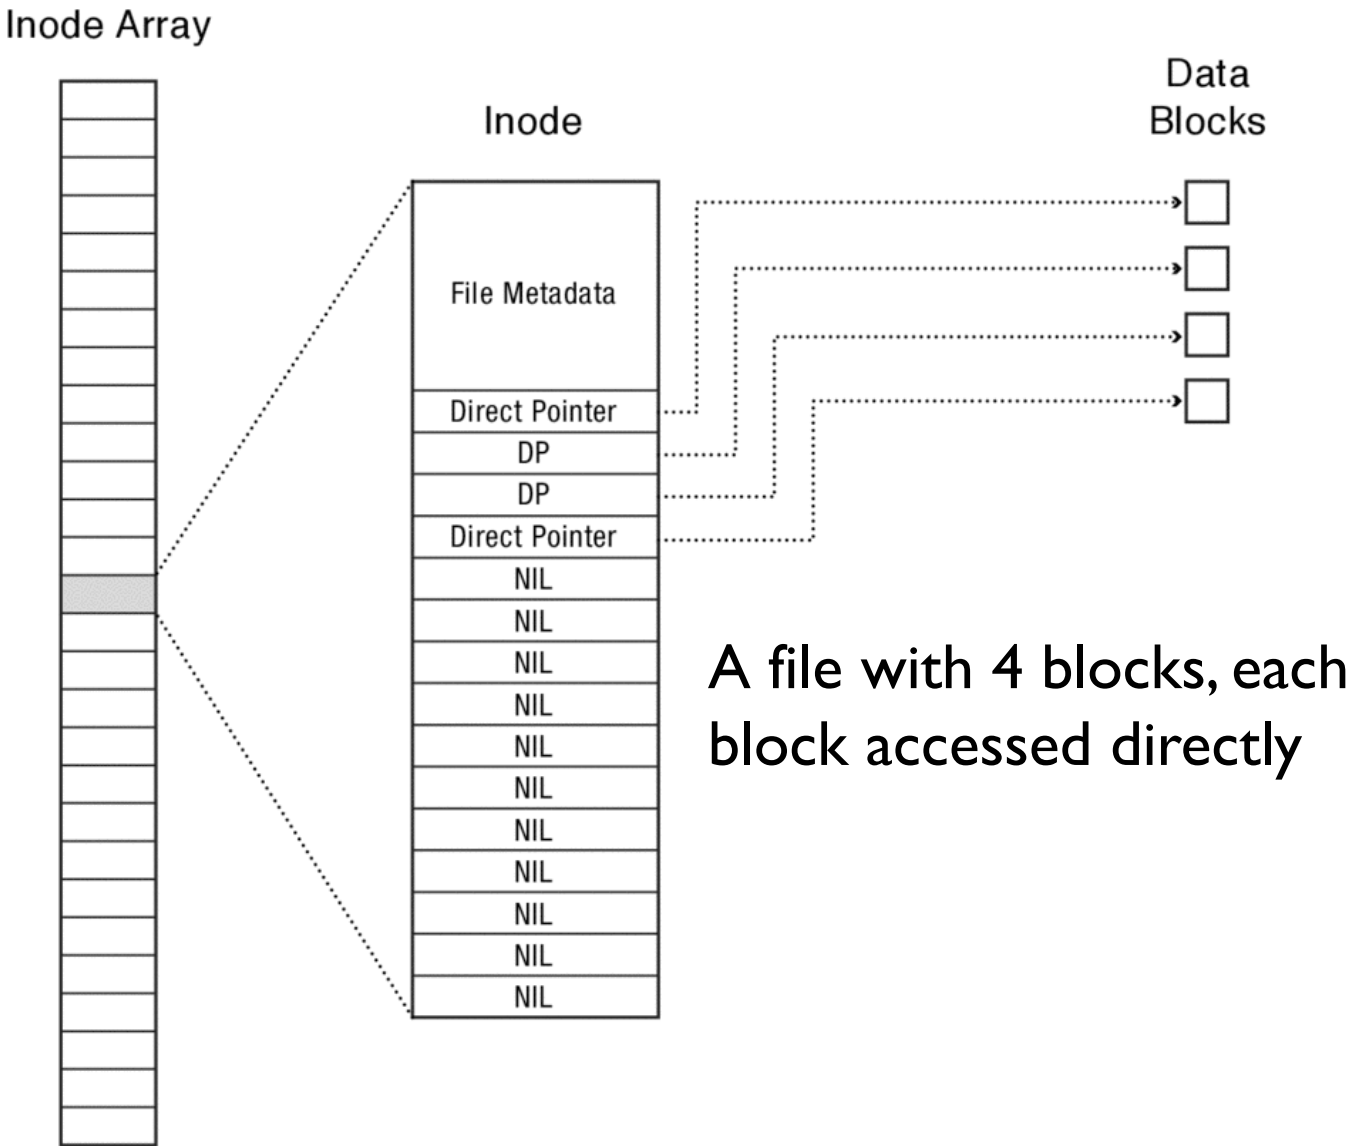 Inode Array
Data
Blocks
Inode
File Metadata
Direct Pointer
DP
DP
Direct Pointer
NIL
NIL
NIL
NIL
NIL
NIL
NIL
NIL
NIL
NIL
NIL
A file with 4 blocks, each
block accessed directly